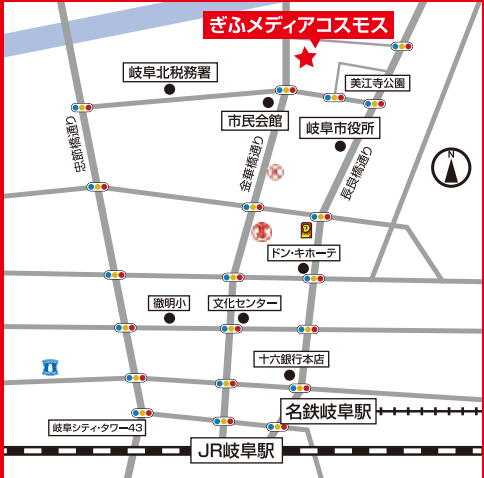 ぎふメディアコスモス
岐阜北税務署
美江寺公園
市民会館
岐阜市役所
忠節橋通り
金華橋通り
長良橋通り
N
ドン・キホーテ
徹明小
文化センター
十六銀行本店
名鉄岐阜駅
岐阜シティ・タワー43
JR岐阜駅